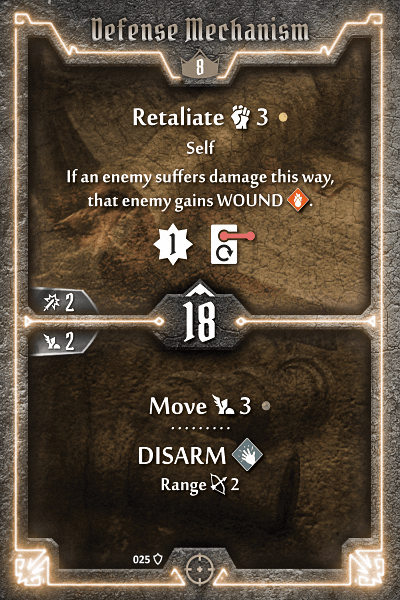 Defense Mechanism
8
Retaliate 3
Self
If an enemy suffers damage this way,
that enemy gains WOUND .
1
2
18
2
Move 3
DISARM
Range 2
025